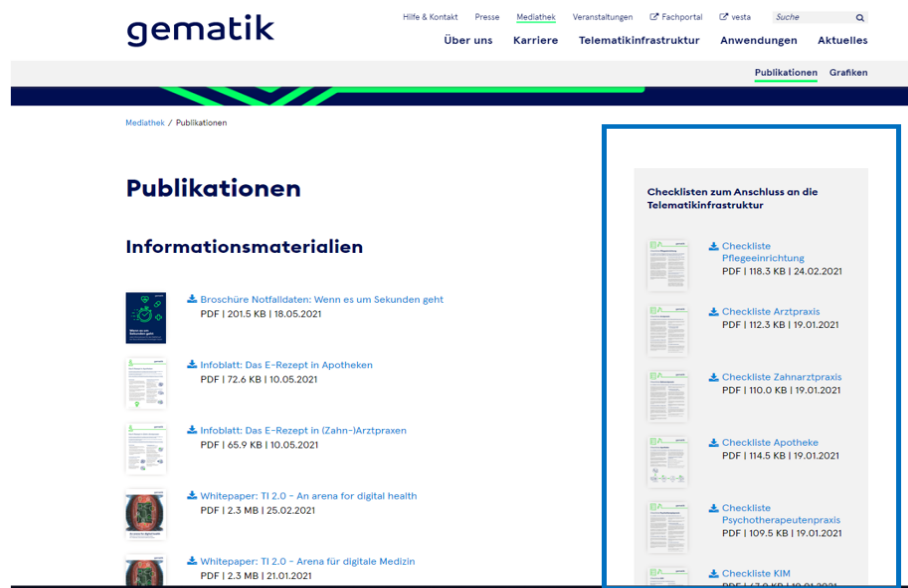 gematik
Hilfe & Kontakt Presse Mediathek Veranstaltungen Fachportal vesta Suche
Über uns Karriere Telematikinfrastruktur Anwendungen Aktuelles
Publikationen Grafiken
Mediathek / Publikationen
Publikationen
Informationsmaterialien
Broschüre Notfalldaten: Wenn es um Sekunden geht
PDF | 201.5 KB | 18.05.2021
Infoblatt: Das E-Rezept in Apotheken
PDF | 72.6 KB | 10.05.2021
Infoblatt: Das E-Rezept in (Zahn-)Arztpraxen
PDF | 65.9 KB | 10.05.2021
Whitepaper: TI 2.0 - An arena for digital health
PDF | 2.3 MB | 25.02.2021
Whitepaper: TI 2.0 - Arena für digitale Medizin
PDF | 2.3 MB | 21.01.2021
Checklisten zum Anschluss an die
Telematikinfrastruktur
Checkliste
Pflegeeinrichtung
PDF | 118.3 KB | 24.02.2021
Checkliste Arztpraxis
PDF | 112.3 KB | 19.01.2021
Checkliste Zahnarztpraxis
PDF | 110.0 KB | 19.01.2021
Checkliste Apotheke
PDF | 114.5 KB | 19.01.2021
Checkliste
Psychotherapeutenpraxis
PDF | 109.5 KB | 19.01.2021
Checkliste KIM